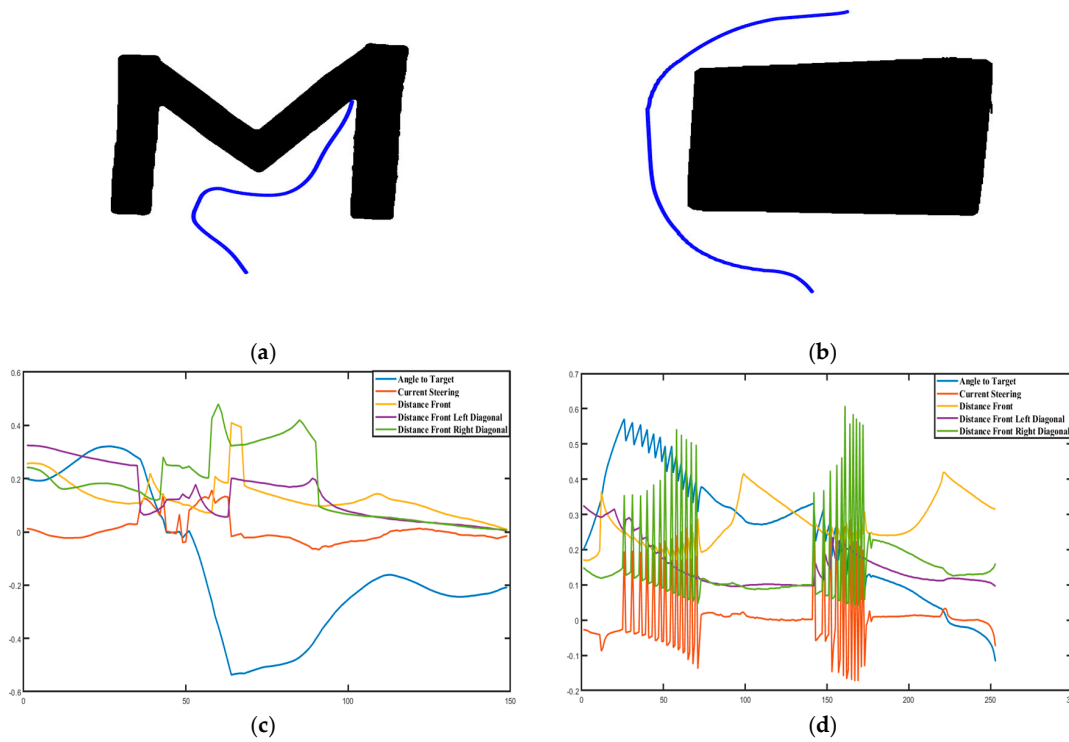 (a)
(b)
0.6
0.4
0.2
0
-0.2
-0.4
-0.6
0
50
100
150
Angle to Target
Current Steering
Distance Front
Distance Front Left Diagonal
Distance Front Right Diagonal
0.7
0.6
0.5
0.4
0.3
0.2
0.1
0
-0.1
-0.2
0
50
100
150
200
250
Angle to Target
Current Steering
Distance Front
Distance Front Left Diagonal
Distance Front Right Diagonal
(c)
(d)